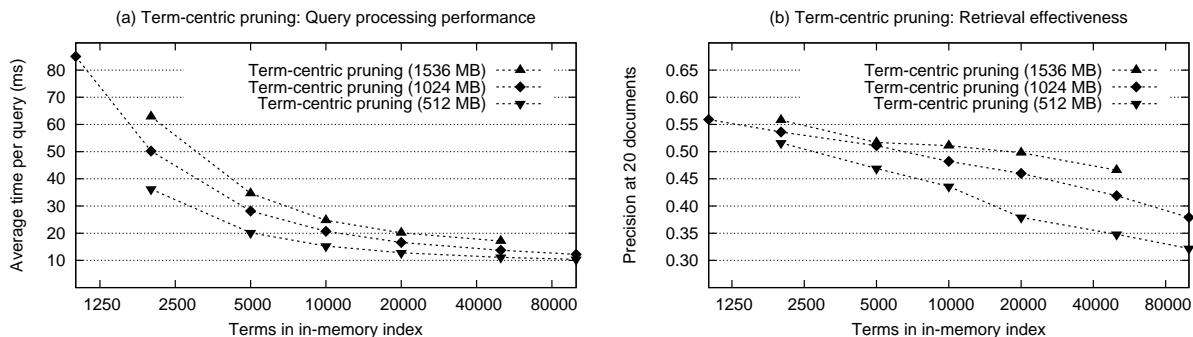 (a) Term-centric pruning: Query processing performance
Average time per query (ms)
80
70
60
50
40
30
20
10
Term-centric pruning (1536 MB)
Term-centric pruning (1024 MB)
Term-centric pruning (512 MB)
1250 2500 5000 10000 20000 40000 80000
Terms in in-memory index
(b) Term-centric pruning: Retrieval effectiveness
Precision at 20 documents
0.65
0.60
0.55
0.50
0.45
0.40
0.35
0.30
Term-centric pruning (1536 MB)
Term-centric pruning (1024 MB)
Term-centric pruning (512 MB)
1250 2500 5000 10000 20000 40000 80000
Terms in in-memory index